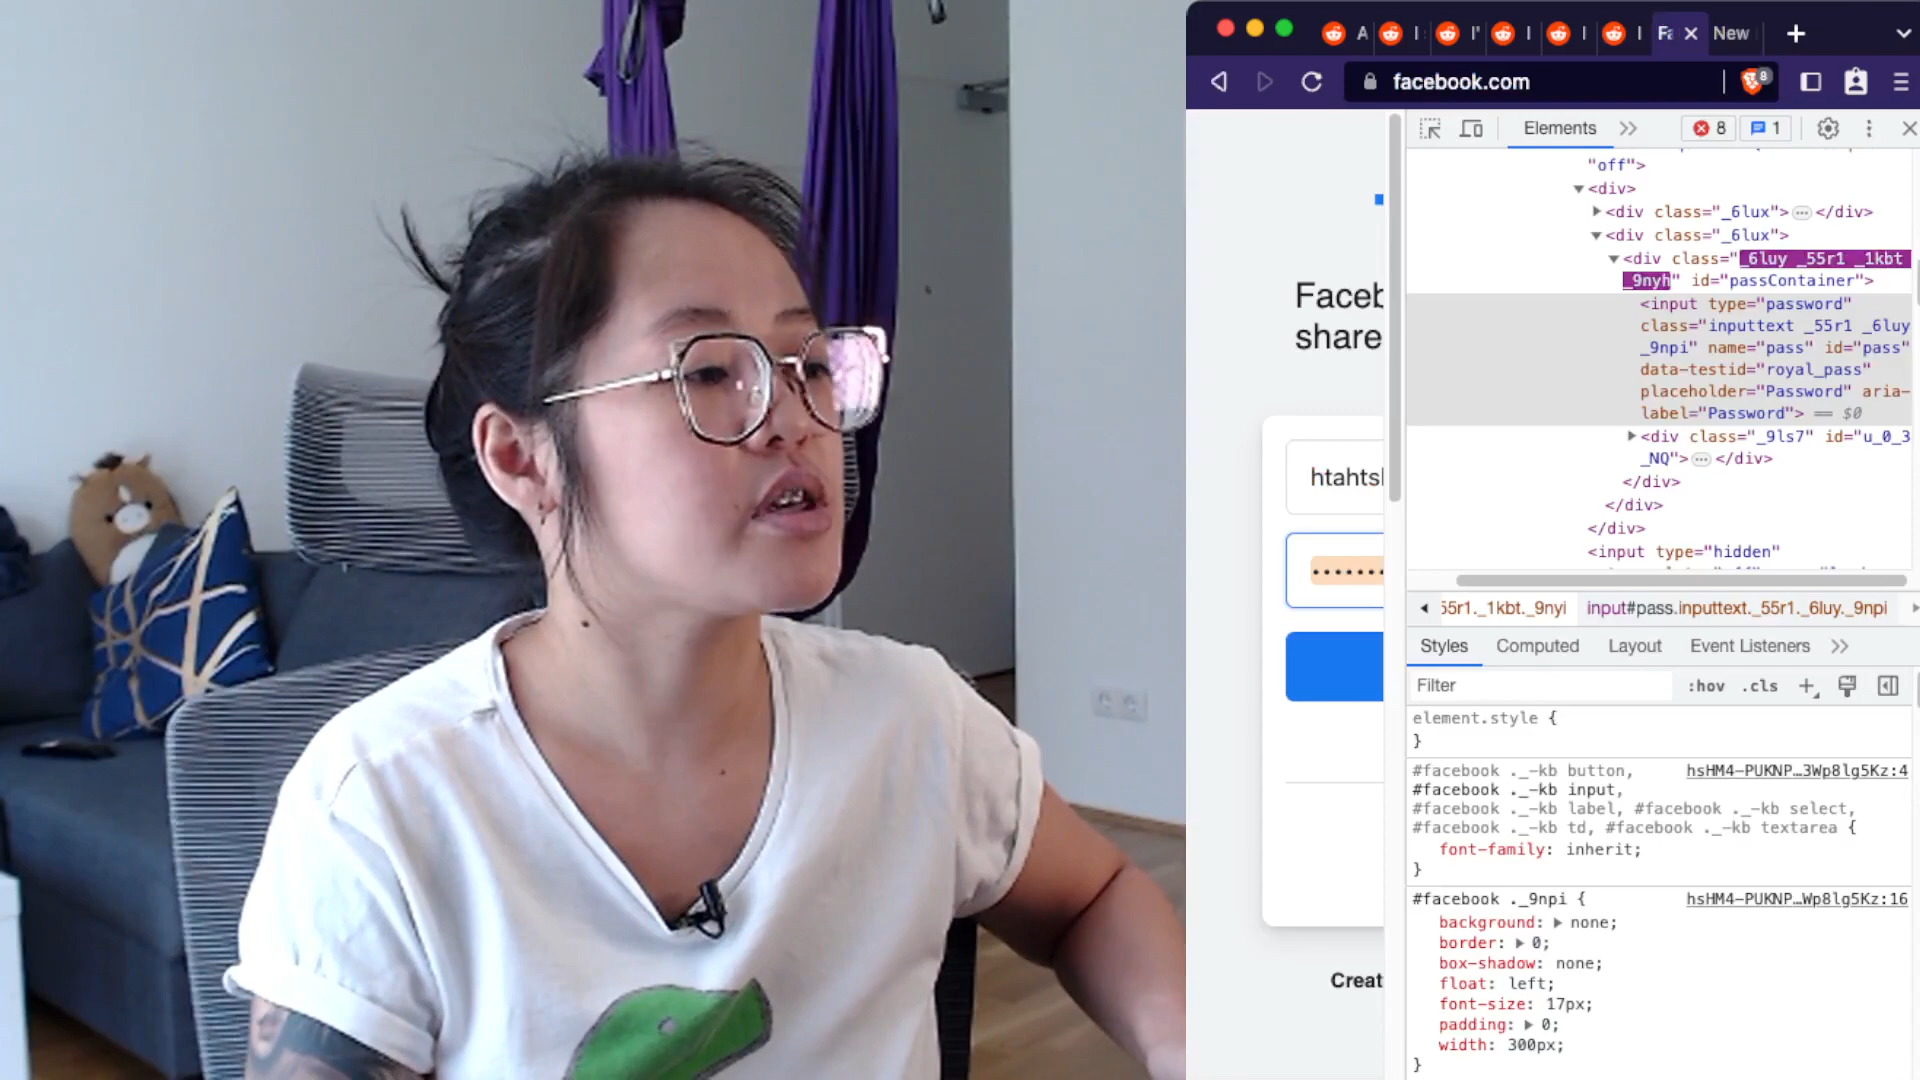 A
I
I'
I
I
I
Fa
New
facebook.com
8
Elements
8
1
Faceb
share
htahtsl
Creat
"off">
<div>
<div class="_6lux">…</div>
<div class="_6lux">
<div class="_6luy _55r1 _1kbt
_9nyh" id="passContainer">
<input type="password"
class="inputtext _55r1 _6luy
_9npi" name="pass" id="pass"
data-testid="royal_pass"
placeholder="Password" aria-
label="Password"> == $0
<div class="_9ls7" id="u_0_3
_NQ">…</div>
</div>
</div>
</div>
<input type="hidden"
55r1._1kbt._9nyi input#pass.inputtext._55r1._6luy._9npi
Styles Computed Layout Event Listeners
Filter :hov .cls
element.style {
}
#facebook ._-kb button, hsHM4-PUKNP…3Wp8lg5Kz:4
#facebook ._-kb input,
#facebook ._-kb label, #facebook ._-kb select,
#facebook ._-kb td, #facebook ._-kb textarea {
font-family: inherit;
}
#facebook ._9npi { hsHM4-PUKNP…Wp8lg5Kz:16
background: none;
border: 0;
box-shadow: none;
float: left;
font-size: 17px;
padding: 0;
width: 300px;
}